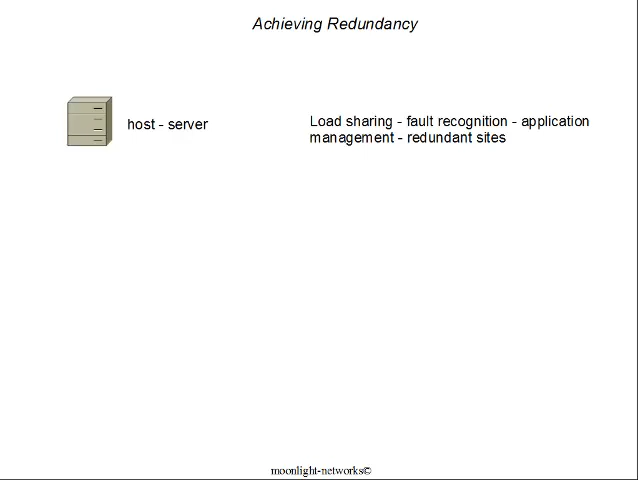 Achieving Redundancy
host - server
Load sharing - fault recognition - application
management - redundant sites
moonlight-networks©